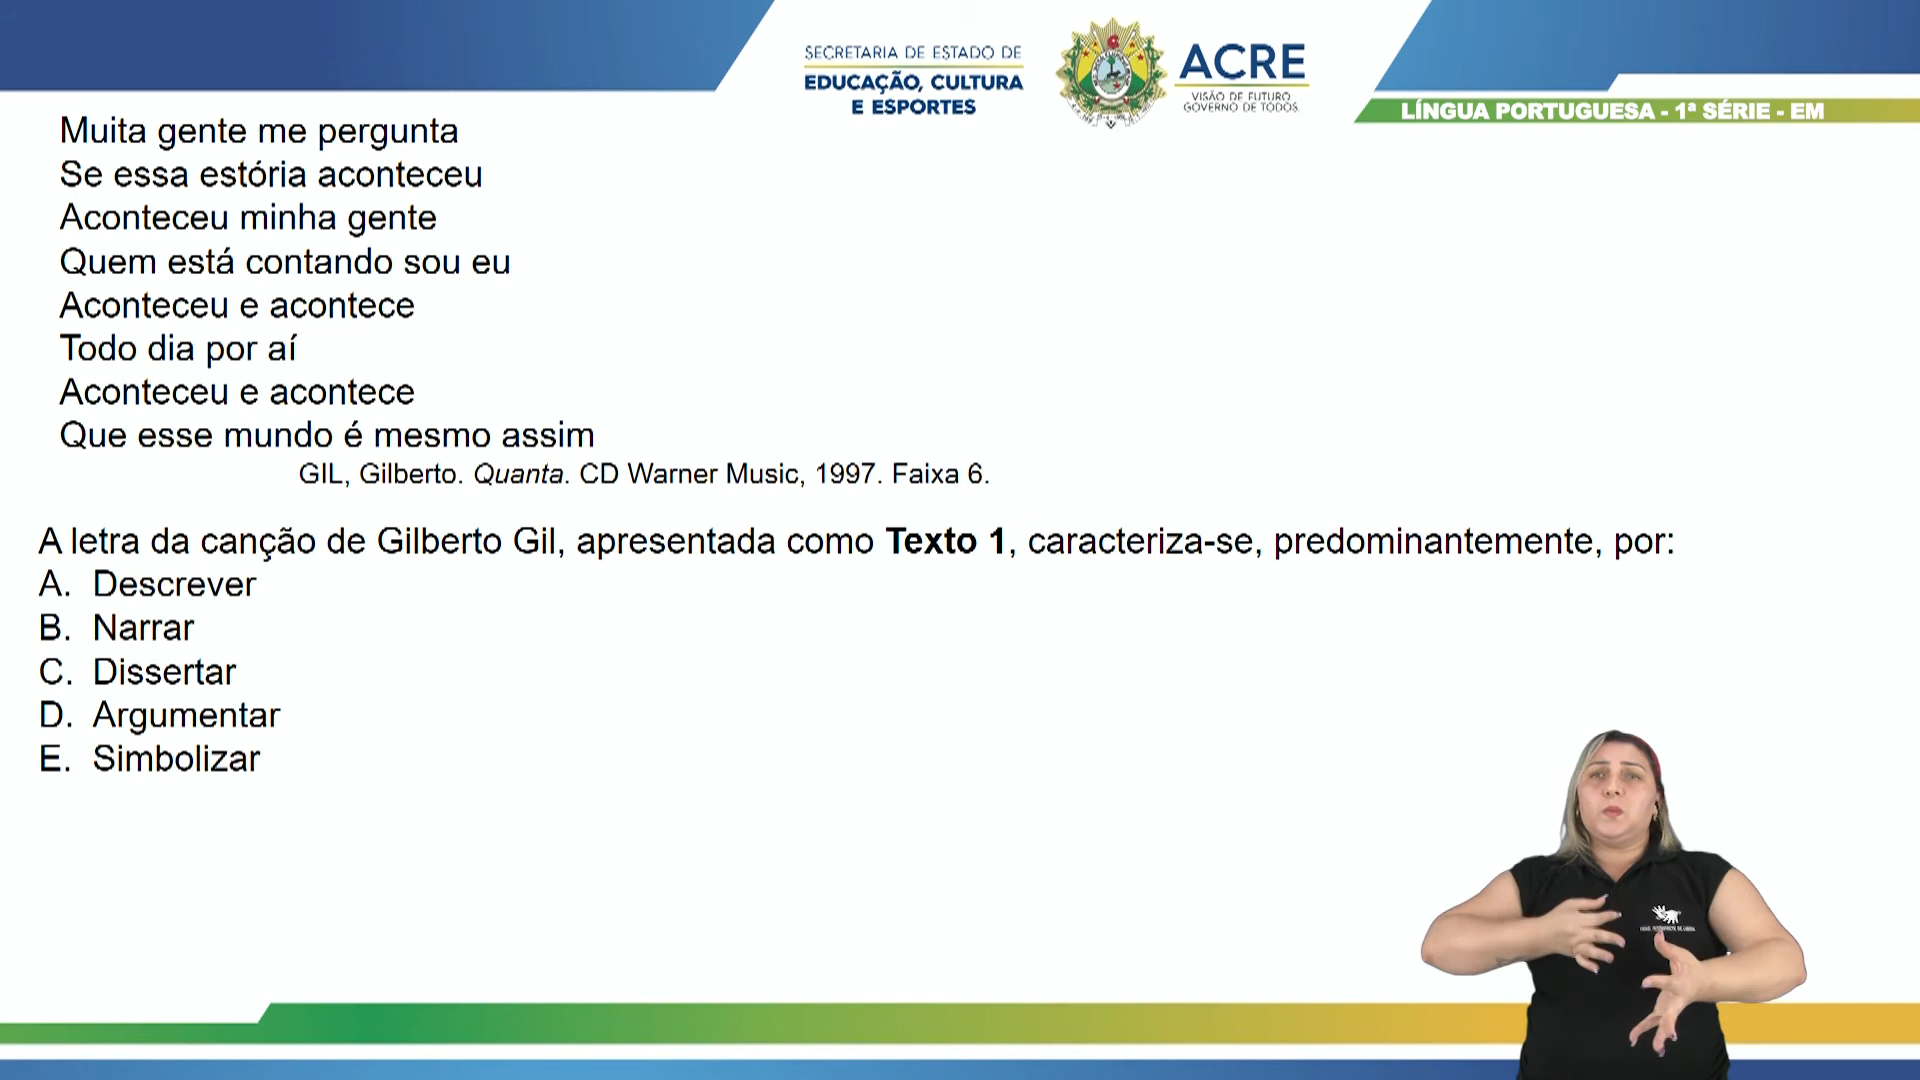 SECRETARIA DE ESTADO DE
EDUCAÇÃO, CULTURA
E ESPORTES
ACRE
VISÃO DE FUTURO
GOVERNO DE TODOS
LÍNGUA PORTUGUESA - 1ª SÉRIE - EM
Muita gente me pergunta
Se essa estória aconteceu
Aconteceu minha gente
Quem está contando sou eu
Aconteceu e acontece
Todo dia por aí
Aconteceu e acontece
Que esse mundo é mesmo assim
GIL, Gilberto. Quanta. CD Warner Music, 1997. Faixa 6.
A letra da canção de Gilberto Gil, apresentada como Texto 1, caracteriza-se, predominantemente, por:
A. Descrever
B. Narrar
C. Dissertar
D. Argumentar
E. Simbolizar